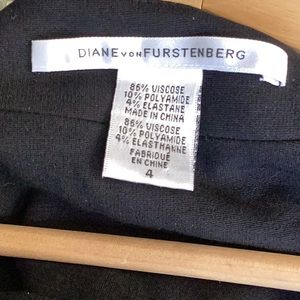 DIANE VON FURSTENBERG
86% VISCOSE
10% POLYAMIDE
4% ELASTANE
MADE IN CHINA
86% VISCOSE
10% POLYAMIDE
4% ELASTHANNE
FABRIQUÉ
EN CHINE
4